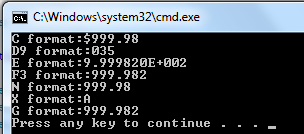 C:\Windows\system32\cmd.exe
C format:$999.98
D9 format:035
E format:9.999820E+002
F3 format:999.982
N format:999.98
X format:A
G format:999.982
Press any key to continue . . . _